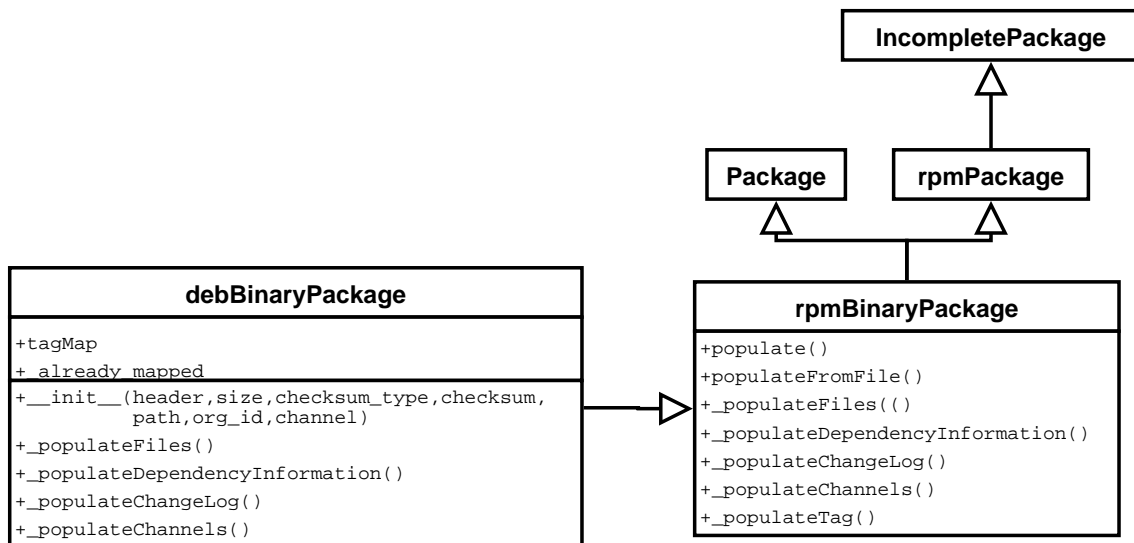 IncompletePackage
Package
rpmPackage
debBinaryPackage
+tagMap
+_already_mapped
+__init__(header,size,checksum_type,checksum,
path,org_id,channel)
+_populateFiles()
+_populateDependencyInformation()
+_populateChangeLog()
+_populateChannels()
rpmBinaryPackage
+populate()
+populateFromFile()
+_populateFiles(()
+_populateDependencyInformation()
+_populateChangeLog()
+_populateChannels()
+_populateTag()